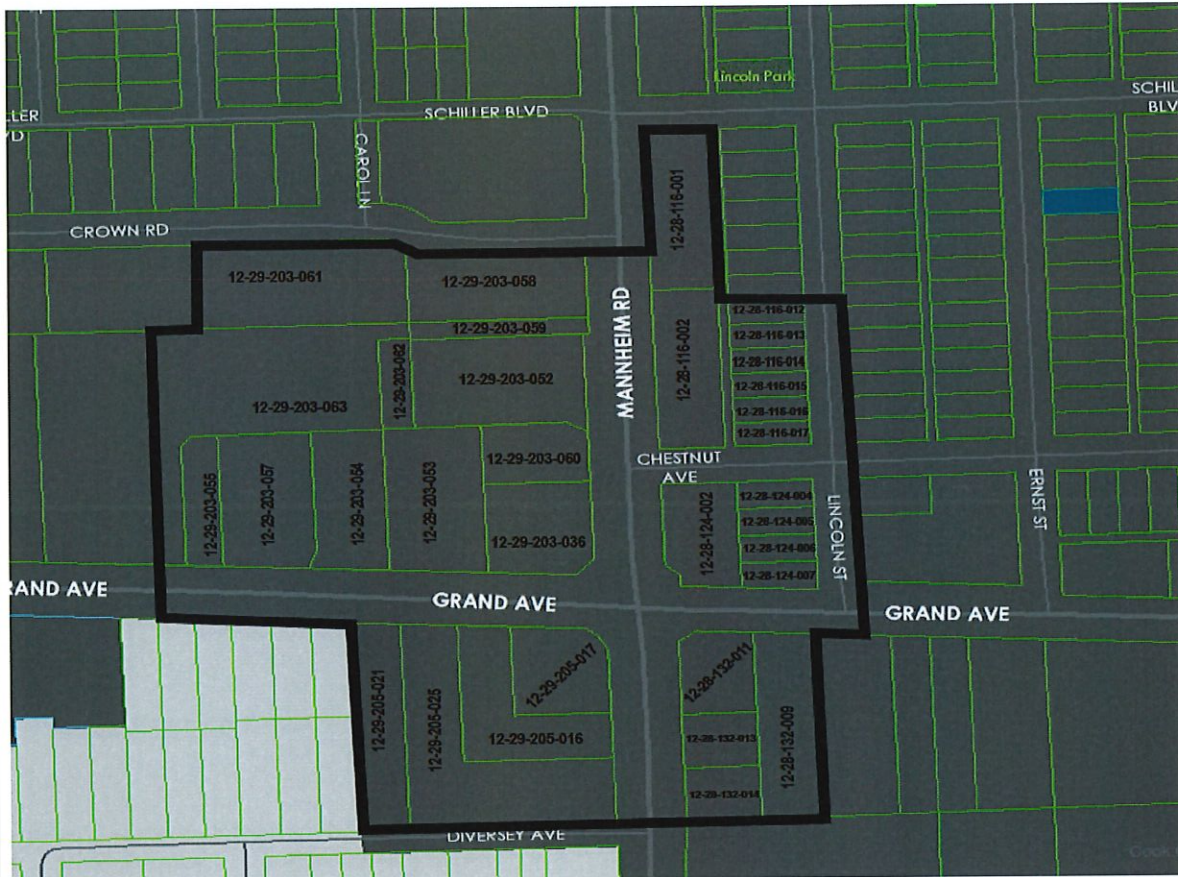 Lincoln Park
SCHILLER BLVD
SCHIL
BLV
LLER
VD
CAROL LN
CROWN RD
12-28-116-001
12-29-203-061
12-29-203-058
12-29-203-059
12-29-203-062
12-29-203-052
12-29-203-063
MANNHEIM RD
12-28-116-002
12-28-116-012
12-28-116-013
12-28-116-014
12-28-116-015
12-28-116-016
12-28-116-017
CHESTNUT
AVE
12-29-203-055
12-29-203-057
12-29-203-054
12-29-203-053
12-29-203-060
12-29-203-036
12-28-124-002
12-28-124-004
12-28-124-005
12-28-124-006
12-28-124-007
LINCOLN ST
ERNST ST
RAND AVE
GRAND AVE
GRAND AVE
12-29-205-021
12-29-205-025
12-29-205-017
12-29-205-016
12-28-132-011
12-28-132-013
12-28-132-014
12-28-132-009
DIVERSEY AVE
Cook